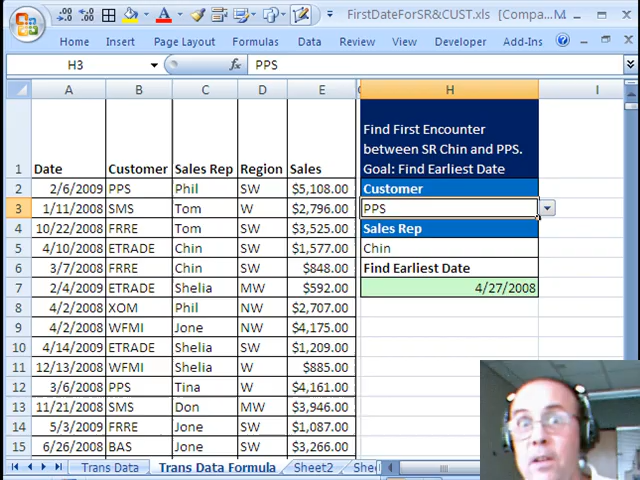 FirstDateForSR&CUST.xls [Compa...
Home Insert Page Layout Formulas Data Review View Developer Add-Ins
H3 fx PPS
A B C D E H I
1 Date Customer Sales Rep Region Sales
Find First Encounter
between SR Chin and PPS.
Goal: Find Earliest Date
2 2/6/2009 PPS Phil SW $5,108.00 Customer
3 1/11/2008 SMS Tom W $2,796.00 PPS
4 10/22/2008 FRRE Tom SW $3,525.00 Sales Rep
5 4/10/2008 ETRADE Chin SW $1,577.00 Chin
6 3/7/2008 FRRE Chin SW $848.00 Find Earliest Date
7 2/4/2009 ETRADE Shelia MW $592.00 4/27/2008
8 4/2/2008 XOM Phil NW $2,707.00
9 4/2/2008 WFMI Jone NW $4,175.00
10 4/14/2009 ETRADE Shelia SW $1,089.00
11 12/13/2008 WFMI Shelia W $885.00
12 3/6/2008 PPS Tina W $4,161.00
13 11/21/2008 SMS Don MW $3,946.00
14 5/3/2009 FRRE Jone SW $1,087.00
15 6/26/2008 BAS Jone SW $3,266.00
Trans Data Trans Data Formula Sheet2 She